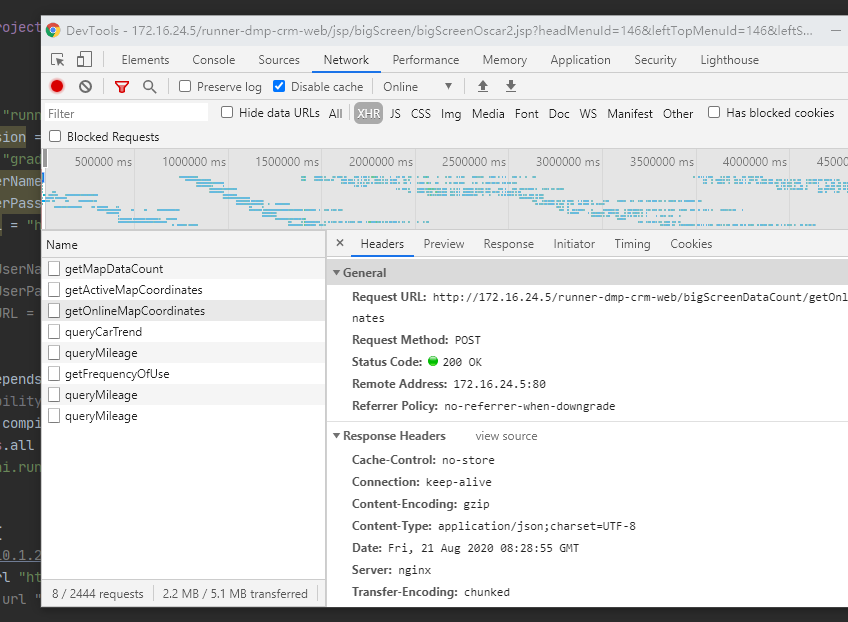 roject
DevTools - 172.16.24.5/runner-dmp-crm-web/jsp/bigScreen/bigScreenOscar2.jsp?headMenuId=146&leftTopMenuId=146&leftS...
Elements Console Sources Network Performance Memory Application Security Lighthouse
Preserve log Disable cache Online
"runn
Filter Hide data URLs All XHR JS CSS Img Media Font Doc WS Manifest Other Has blocked cookies
sion =
Blocked Requests
"grad
500000 ms 1000000 ms 1500000 ms 2000000 ms 2500000 ms 3000000 ms 3500000 ms 4000000 ms 45000
erName
erPass
= "h
Name
Headers Preview Response Initiator Timing Cookies
UserNa
getMapDataCount
General
UserPa
getActiveMapCoordinates
Request URL: http://172.16.24.5/runner-dmp-crm-web/bigScreenDataCount/getOnl
URL =
getOnlineMapCoordinates
nates
queryCarTrend
Request Method: POST
queryMileage
Status Code: 200 OK
epends
getFrequencyOfUse
Remote Address: 172.16.24.5:80
bility
queryMileage
Referrer Policy: no-referrer-when-downgrade
compi
queryMileage
s.all
Response Headers view source
ai.run
Cache-Control: no-store
Connection: keep-alive
Content-Encoding: gzip
{
Content-Type: application/json;charset=UTF-8
10.1.2
Date: Fri, 21 Aug 2020 08:28:55 GMT
rl "ht
Server: nginx
url "
8 / 2444 requests 2.2 MB / 5.1 MB transferred
Transfer-Encoding: chunked